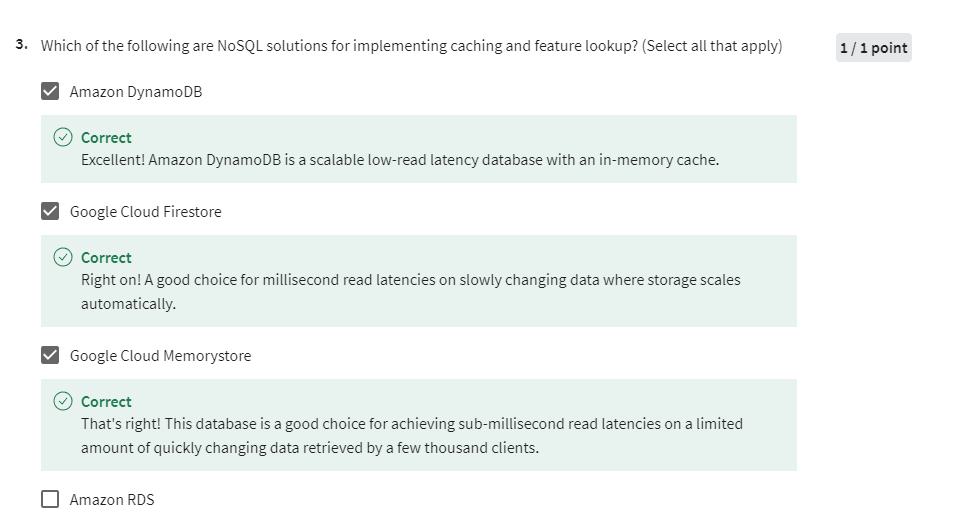 3. Which of the following are NoSQL solutions for implementing caching and feature lookup? (Select all that apply)
1 / 1 point
Amazon DynamoDB
Correct
Excellent! Amazon DynamoDB is a scalable low-read latency database with an in-memory cache.
Google Cloud Firestore
Correct
Right on! A good choice for millisecond read latencies on slowly changing data where storage scales
automatically.
Google Cloud Memorystore
Correct
That's right! This database is a good choice for achieving sub-millisecond read latencies on a limited
amount of quickly changing data retrieved by a few thousand clients.
Amazon RDS